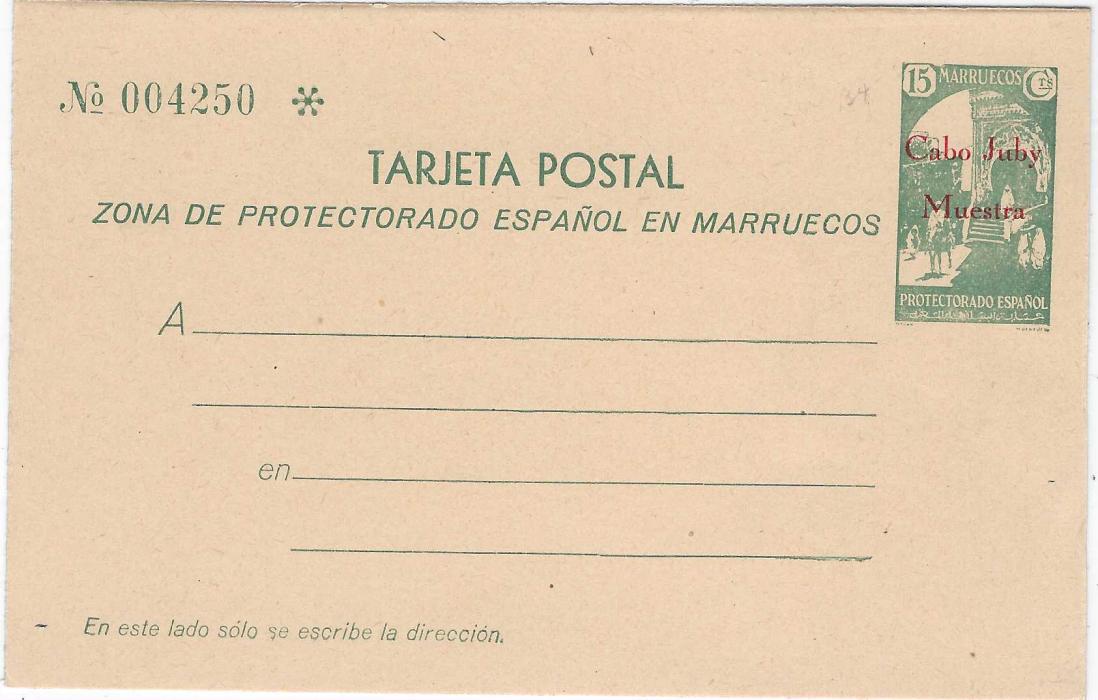 № 004250 *
34
15 MARRUECOS CTS
Cabo Juby
Muestra
PROTECTORADO ESPAÑOL
TARJETA POSTAL
ZONA DE PROTECTORADO ESPAÑOL EN MARRUECOS
A
en
En este lado sólo se escribe la dirección.